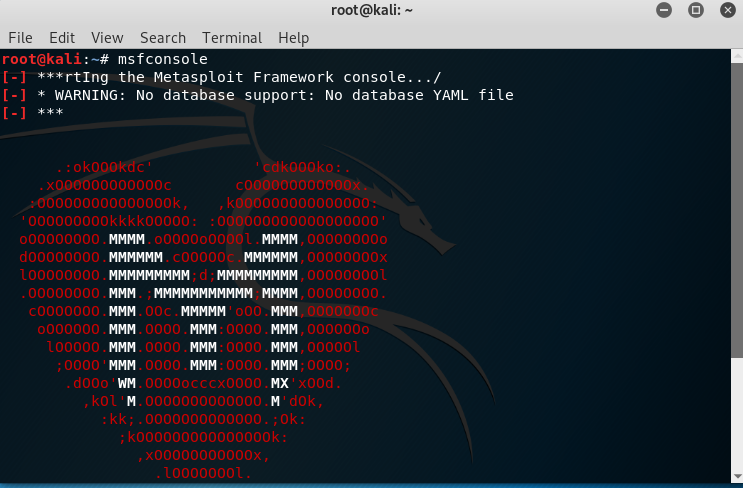 root@kali: ~
File Edit View Search Terminal Help
root@kali:~# msfconsole
[-] ***rtIng the Metasploit Framework console.../
[-] * WARNING: No database support: No database YAML file
[-] ***
.:okOOOkdc'           'cdkOOOko:.
.xOOOOOOOOOOOOc       cOOOOOOOOOOOOx.
:OOOOOOOOOOOOOOOk,   ,kOOOOOOOOOOOOOOO:
'OOOOOOOOOkkkkOOOOO: :OOOOOOOOOOOOOOOOOO'
oOOOOOOOO.MMMM.oOOOOoOOOOl.MMMM,OOOOOOOOo
dOOOOOOOO.MMMMMM.cOOOOOc.MMMMMM,OOOOOOOOx
lOOOOOOOO.MMMMMMMMM;d;MMMMMMMMM,OOOOOOOOl
.OOOOOOOO.MMM.;MMMMMMMMMMM;MMMM,OOOOOOOO.
cOOOOOOO.MMM.OOc.MMMMM'oOO.MMM,OOOOOOOc
oOOOOOO.MMM.OOOO.MMM:OOOO.MMM,OOOOOOo
lOOOOO.MMM.OOOO.MMM:OOOO.MMM,OOOOOl
;OOOO'MMM.OOOO.MMM:OOOO.MMM;OOOO;
.dOOo'WM.OOOOocccxOOOO.MX'xOOd.
,kOl'M.OOOOOOOOOOOOO.M'dOk,
:kk;.OOOOOOOOOOOOO.;Ok:
;kOOOOOOOOOOOOOOOk:
,xOOOOOOOOOOOx,
.lOOOOOOOl.